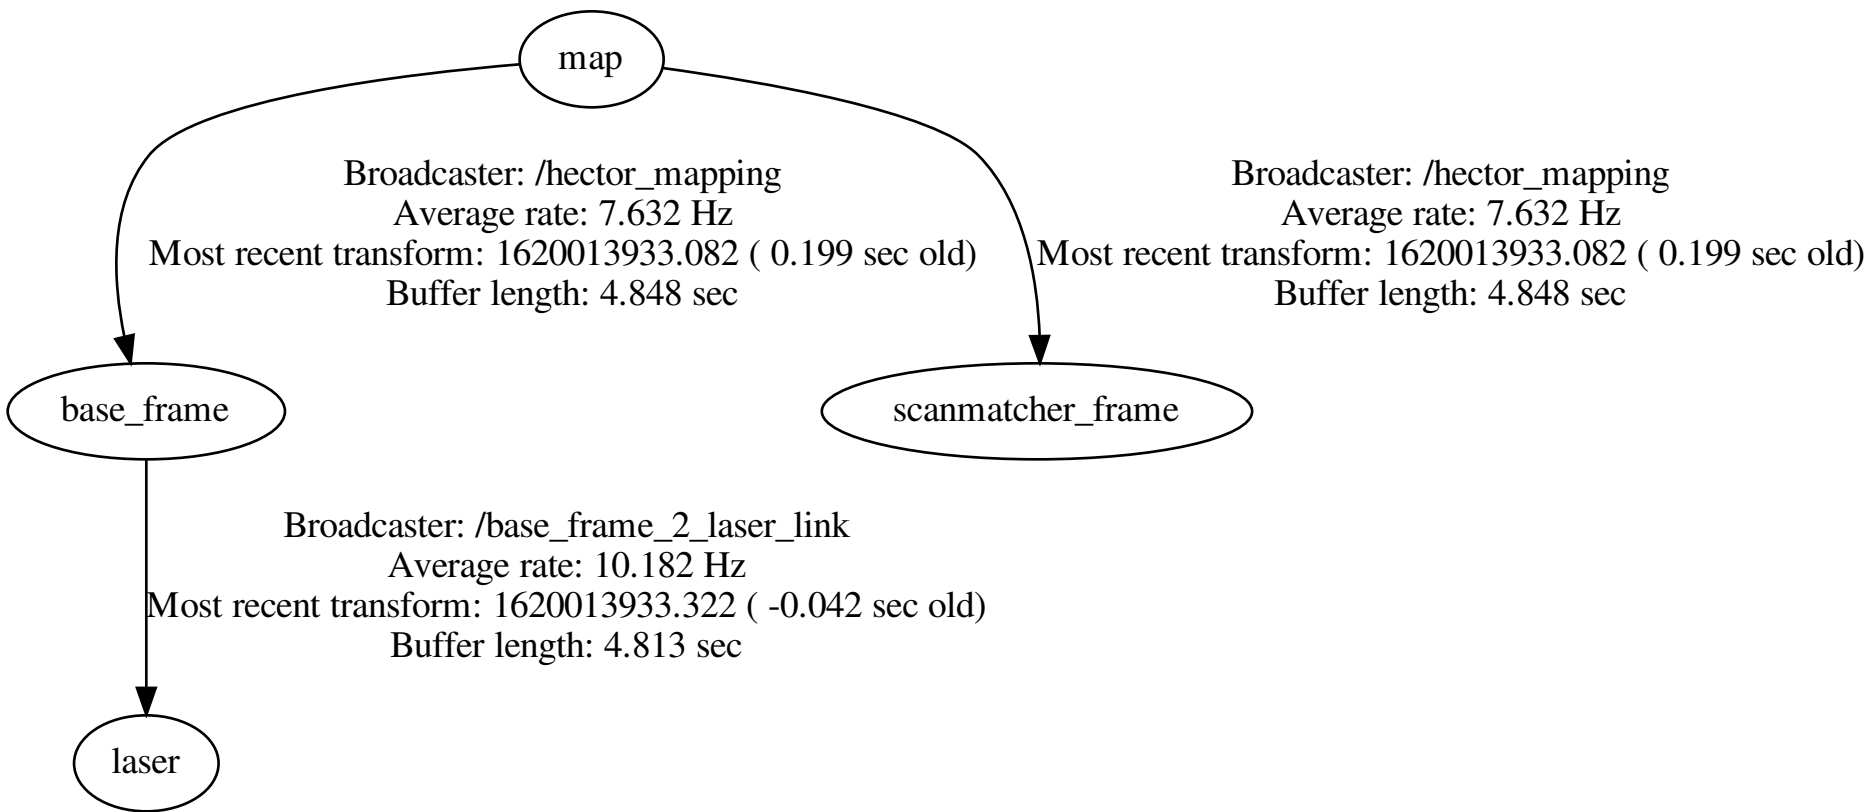 map
Broadcaster: /hector_mapping
Average rate: 7.632 Hz
Most recent transform: 1620013933.082 ( 0.199 sec old)
Buffer length: 4.848 sec
Broadcaster: /hector_mapping
Average rate: 7.632 Hz
Most recent transform: 1620013933.082 ( 0.199 sec old)
Buffer length: 4.848 sec
base_frame
scanmatcher_frame
Broadcaster: /base_frame_2_laser_link
Average rate: 10.182 Hz
Most recent transform: 1620013933.322 ( -0.042 sec old)
Buffer length: 4.813 sec
laser